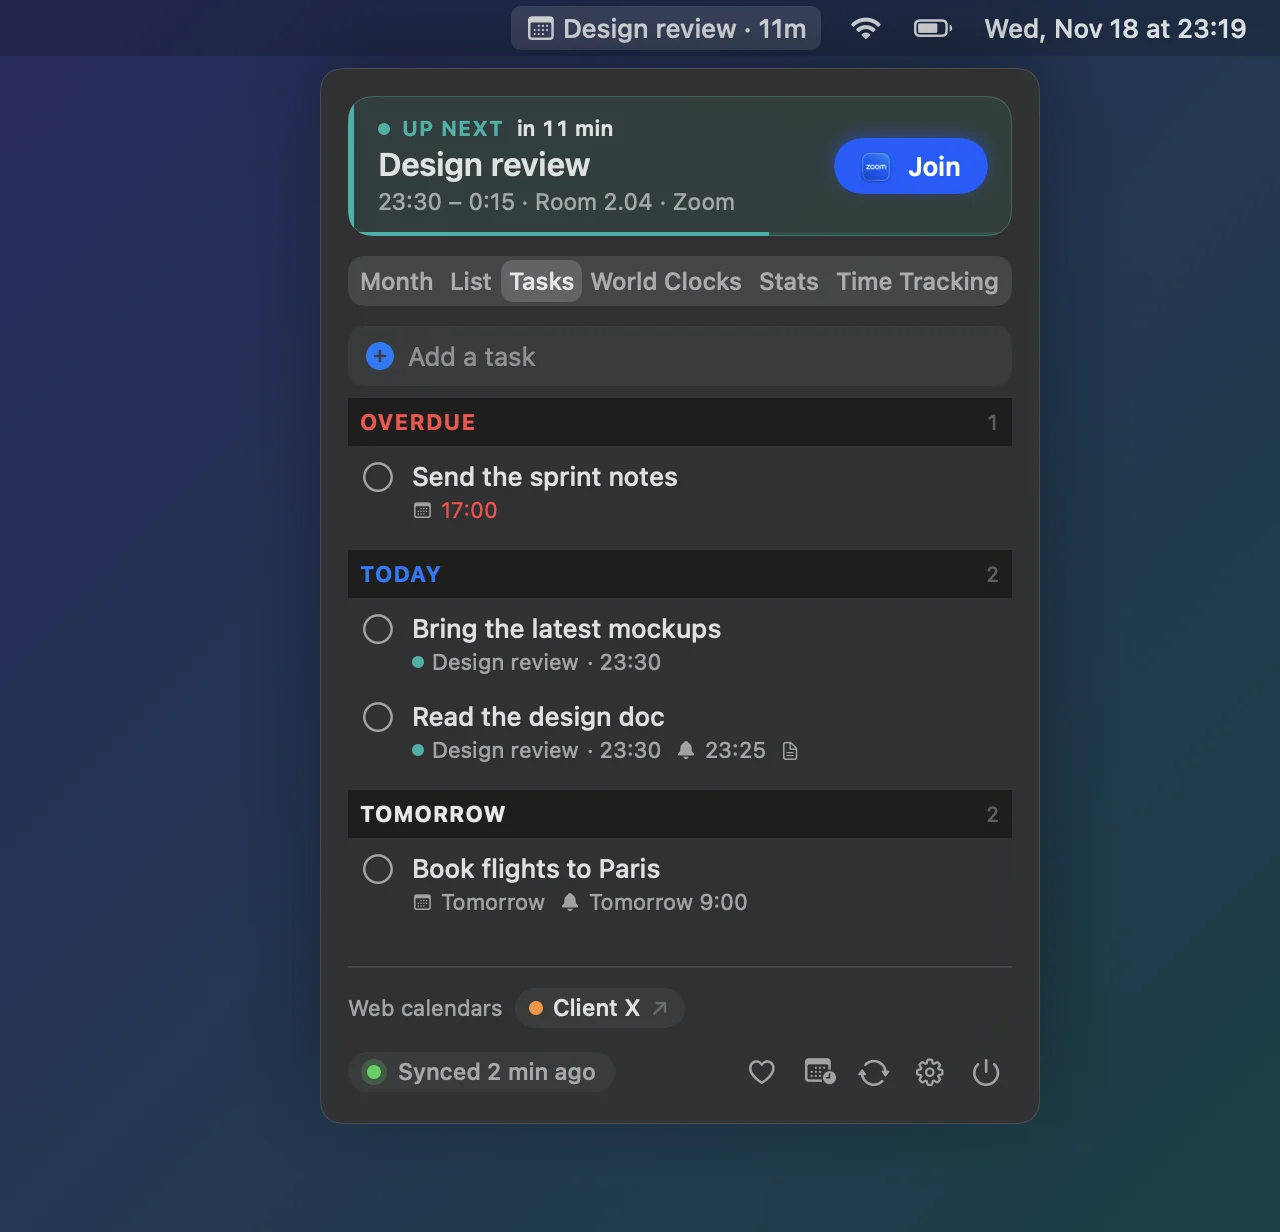 Design review · 11m
Wed, Nov 18 at 23:19
UP NEXT in 11 min
Design review
23:30 – 0:15 · Room 2.04 · Zoom
zoom
Join
Month List Tasks World Clocks Stats Time Tracking
Add a task
OVERDUE 1
Send the sprint notes
17:00
TODAY 2
Bring the latest mockups
Design review · 23:30
Read the design doc
Design review · 23:30 23:25
TOMORROW 2
Book flights to Paris
Tomorrow Tomorrow 9:00
Web calendars Client X
Synced 2 min ago